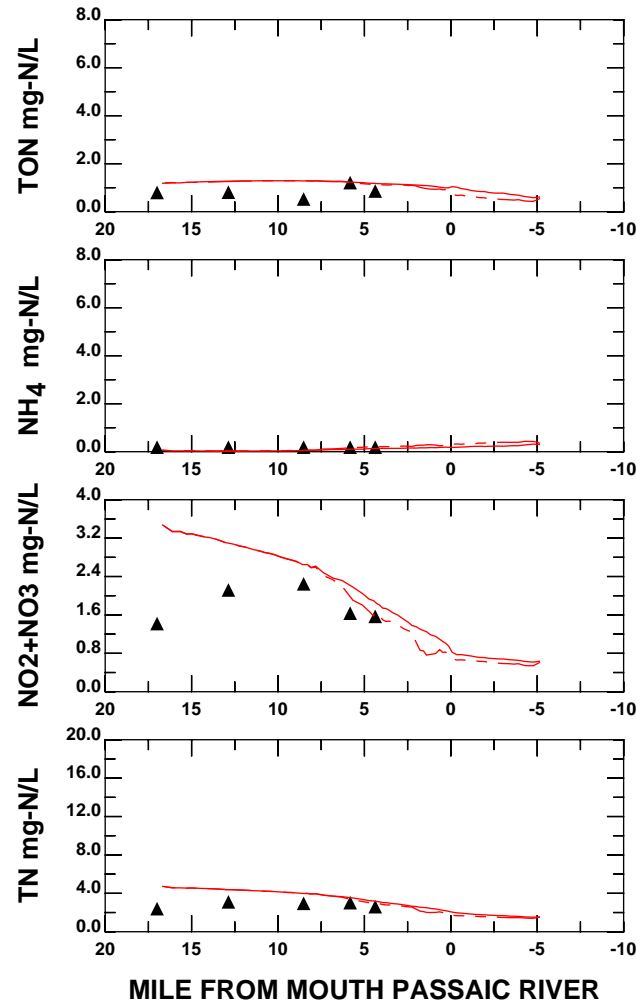 8.0
6.0
4.0
2.0
0.0
TON mg-N/L
20 15 10 5 0 -5 -10
8.0
6.0
4.0
2.0
0.0
NH4 mg-N/L
20 15 10 5 0 -5 -10
4.0
3.2
2.4
1.6
0.8
0.0
NO2+NO3 mg-N/L
20 15 10 5 0 -5 -10
20.0
16.0
12.0
8.0
4.0
0.0
TN mg-N/L
20 15 10 5 0 -5 -10
MILE FROM MOUTH PASSAIC RIVER